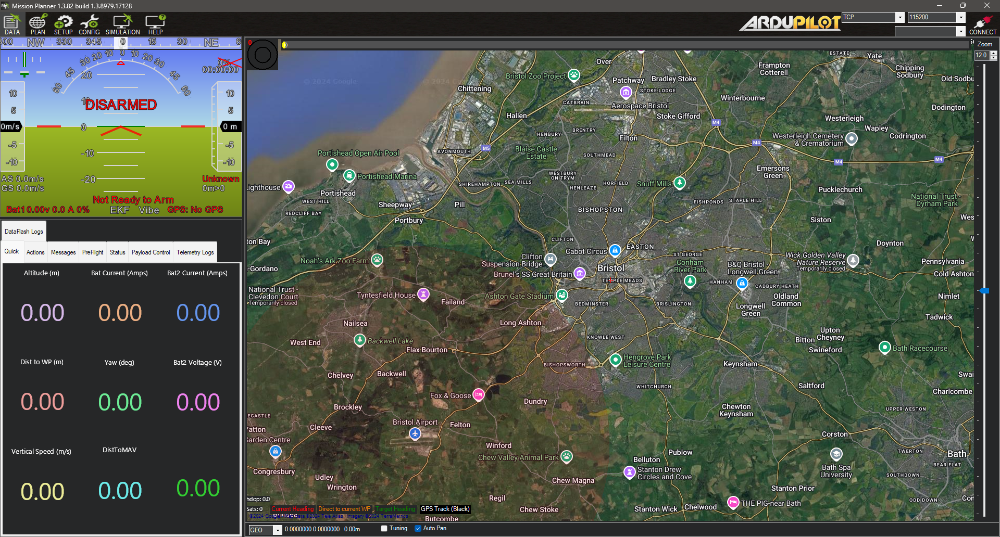 Mission Planner 1.3.82 build 1.3.8979.17128
DATA
PLAN
SETUP
CONFIG
SIMULATION
HELP
ARDUPILOT
TCP
115200
CONNECT
NW 330 345 0 15 30 NE
60 45 30 20 10 0 10 20 30 45 60
0%
00:00:00
20
10
DISARMED
0
-10
-20
10
5
0m/s
-5
-10
10
5
0 m
-5
-10
AS 0.0m/s
GS 0.0m/s
Unknown
0m>0
Not Ready to Arm
Bat1 0.00v 0.0 A 0%
EKF
Vibe
GPS: No GPS
DataFlash Logs
Quick
Actions
Messages
PreFlight
Status
Payload Control
Telemetry Logs
Altitude (m)
Bat Current (Amps)
Bat2 Current (Amps)
0.00
0.00
0.00
Dist to WP (m)
Yaw (deg)
Bat2 Voltage (V)
0.00
0.00
0.00
Vertical Speed (m/s)
DistToMAV
0.00
0.00
0.00
0
Zoom
12.0
© 2024 Google
ESTATE
Yate
Over
Frampton
Cotterell
Chipping
Sodbury
Bristol Zoo Project
Patchway
Bradley Stoke
Old Sodbu
Chittening
STOKE LODGE
Winterbourne
CATBRAIN
Aerospace Bristol
Dodington
Hallen
Stoke Gifford
Westerleigh
M4
Wapley
BRENTRY
HENBURY
Filton
Westerleigh Cemetery
& Crematorium
Codrington
M4
M5
AVONMOUTH
Blaise Castle
Estate
SOUTHMEAD
Portishead Open Air Pool
M4
M4
Emersons
Green
Portishead Marina
WESTBURY
ON TRYM
SEA MILLS
SHIREHAMPTON
HORFIELD
HENLEAZE
Snuff Mills
Lighthouse
Pucklechurch
Portishead
WEST HILL
FISHPONDS
STAPLE HILL
National Trust -
Dyrham Park
Sheepway
Pill
REDCLIFF BAY
BISHOPSTON
Portbury
Siston
Wes
CLIFTON
ton Bay
Doynton
EASTON
Cabot Circus
ST GEORGE
Clifton
Suspension Bridge
Noah's Ark Zoo Farm
Wick Golden Valley
Nature Reserve
Temporarily closed
Pennsylvania
Conham
River Park
B&Q Bristol -
Longwell Green
-Gordano
Bristol
Brunel's SS Great Britain
Cold Ashton
TEMPLE MEADS
HANHAM
CADBURY HEATH
National Trust -
Clevedon Court
Temporarily closed
Tyntesfield House
Failand
Ashton Gate Stadium
BEDMINSTER
BRISLINGTON
Oldland
Common
Nimlet
Longwell
Green
Tadwick
Nailsea
Long Ashton
Upton
Cheyney
KNOWLE WEST
West End
Backwell Lake
Bitton
Swineford
Flax Bourton
Bath Racecourse
Hengrove Park
Leisure Centre
BISHOPSWORTH
Keynsham
Chelvey
Backwell
Swai
WHITCHURCH
Saltford
Charlcombe
Fox & Goose
Dundry
Brockley
Chewton
Keynsham
UPPER WESTON
ECASTLE
Bristol Airport
Felton
Yatton
Cleeve
Corston
Garden Centre
Winford
TWERTON
Bath
Publow
Chew Valley Animal Park
Belluton
BEAR FLAT
Congresbury
Stanton Drew
Circles and Cove
Bath Spa
University
SOUTHDOWN
Udley
Chew Magna
Wrington
Stanton Prior
Regil
ODD DOWN
Con
THE PIG-near Bath
Chew Stoke
Stanton Wick
Chelwood
Butcombe
hdop: 0.0
Sats: 0
Current Heading
Direct to current WP
Target Heading
GPS Track (Black)
©2024 Google - Map data ©2024 Tele Atlas, Imagery ©2024 TerraMetrics
GEO
0.0000000 0.0000000
0.00m
Tuning
Auto Pan